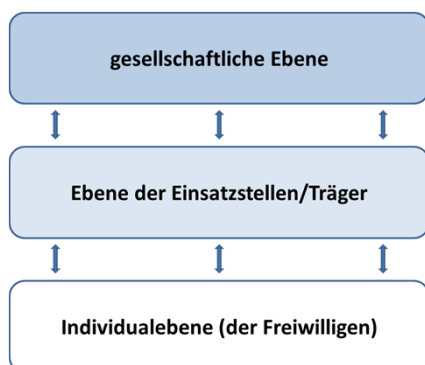 gesellschaftliche Ebene
Ebene der Einsatzstellen/Träger
Individualebene (der Freiwilligen)